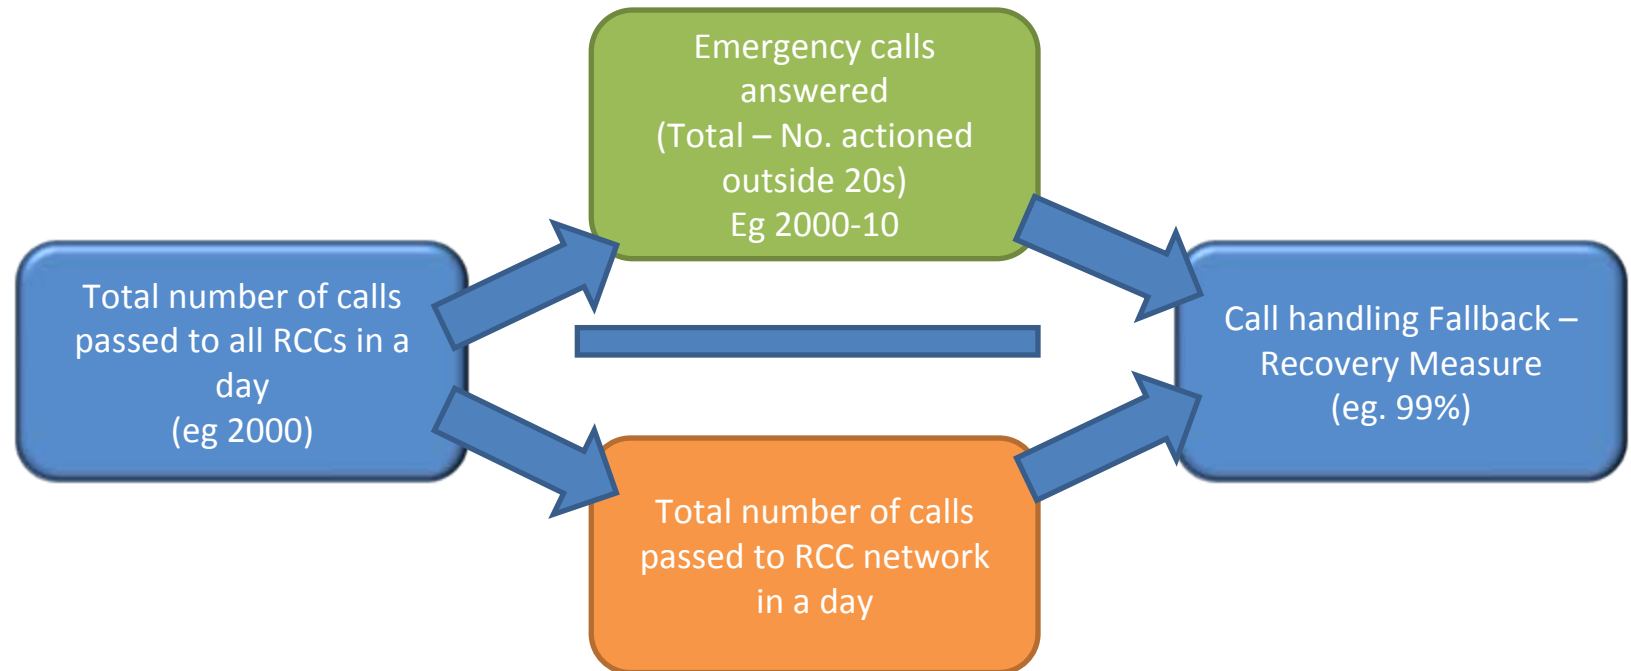 Emergency calls
answered
(Total – No. actioned
outside 20s)
Eg 2000-10
Total number of calls
passed to all RCCs in a
day
(eg 2000)
Call handling Fallback –
Recovery Measure
(eg. 99%)
Total number of calls
passed to RCC network
in a day